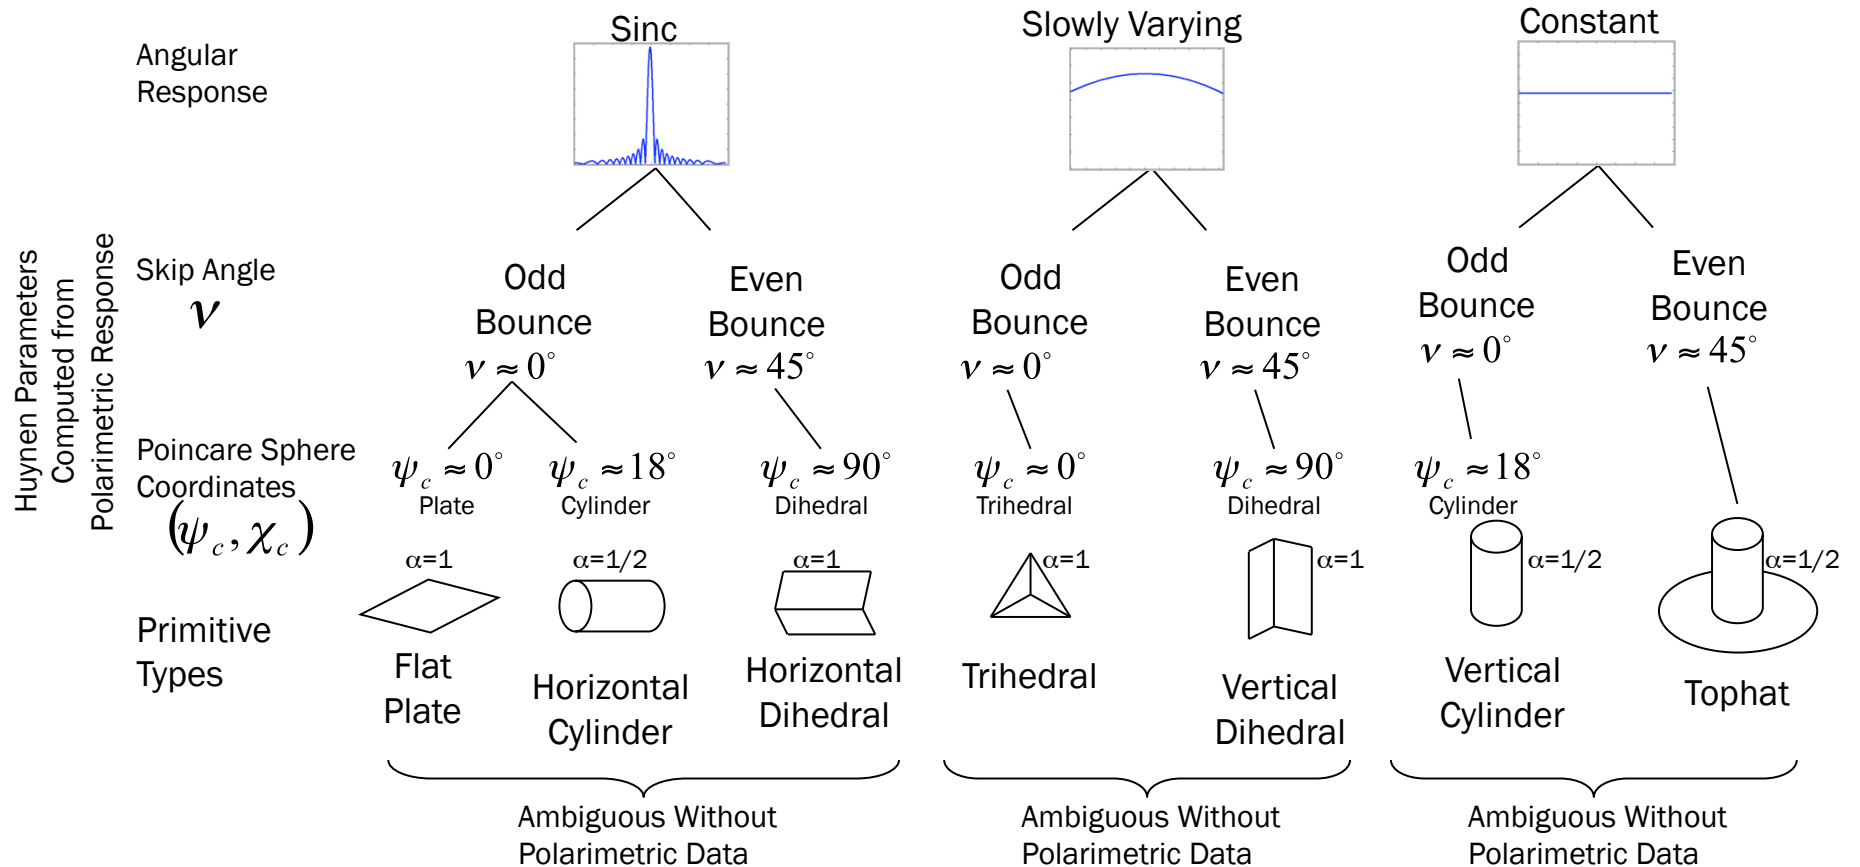 Angular
Response
Sinc
Slowly Varying
Constant
Huynen Parameters
Computed from
Polarimetric Response
Skip Angle
ν
Odd
Bounce
ν ≈ 0°
Even
Bounce
ν ≈ 45°
Odd
Bounce
ν ≈ 0°
Even
Bounce
ν ≈ 45°
Odd
Bounce
ν ≈ 0°
Even
Bounce
ν ≈ 45°
Poincare Sphere
Coordinates
(ψc, χc)
ψc ≈ 0°
Plate
ψc ≈ 18°
Cylinder
ψc ≈ 90°
Dihedral
ψc ≈ 0°
Trihedral
ψc ≈ 90°
Dihedral
ψc ≈ 18°
Cylinder
α=1
α=1/2
α=1
α=1
α=1
α=1/2
α=1/2
Primitive
Types
Flat
Plate
Horizontal
Cylinder
Horizontal
Dihedral
Trihedral
Vertical
Dihedral
Vertical
Cylinder
Tophat
Ambiguous Without
Polarimetric Data
Ambiguous Without
Polarimetric Data
Ambiguous Without
Polarimetric Data